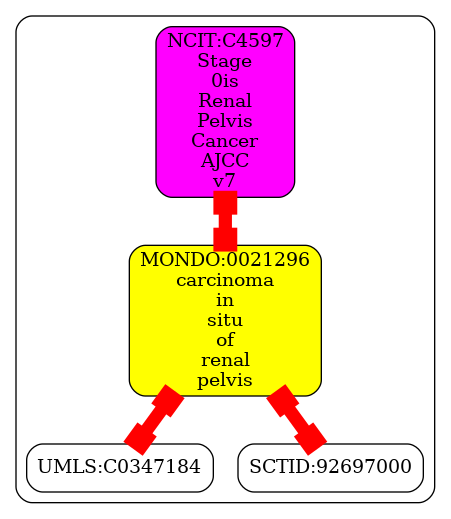 NCIT:C4597
Stage
0is
Renal
Pelvis
Cancer
AJCC
v7
MONDO:0021296
carcinoma
in
situ
of
renal
pelvis
UMLS:C0347184
SCTID:92697000